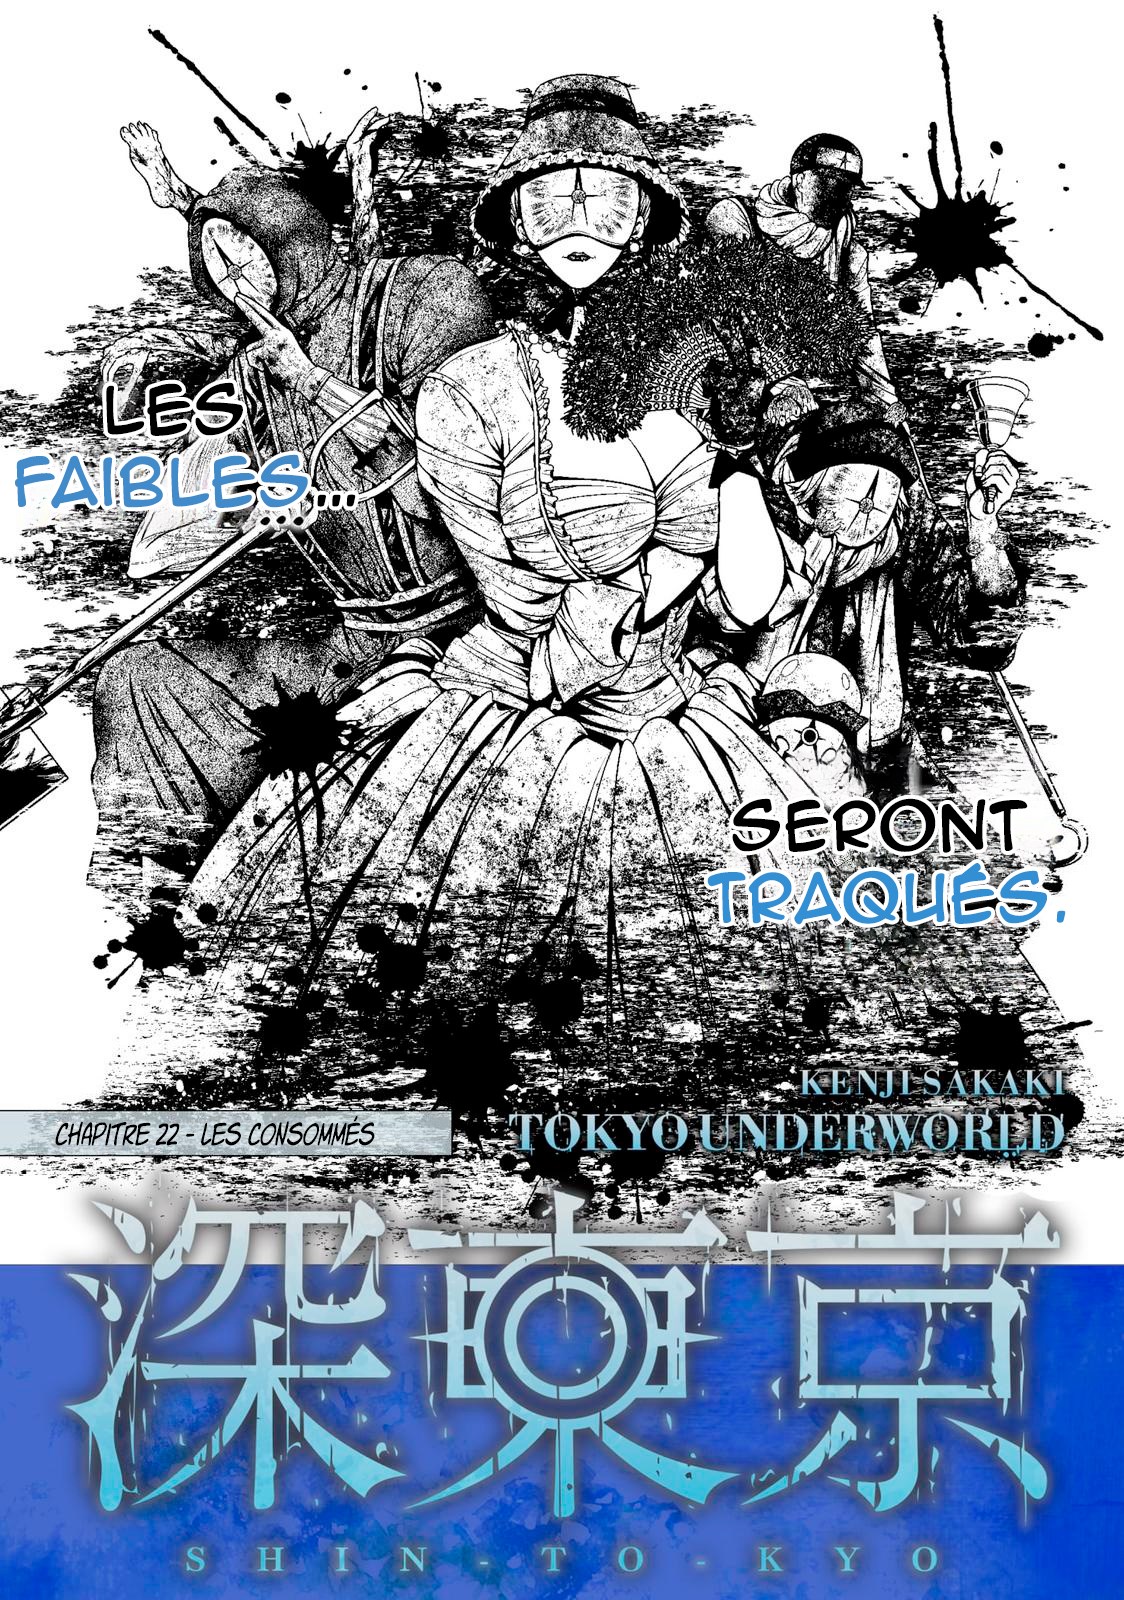 LES
FAIBLES...
SERONT
TRAQUÉS.
KENJI SAKAKI
CHAPITRE 22 - LES CONSOMMÉS
TOKYO UNDERWORLD
深東京
SHIN-TO-KYO